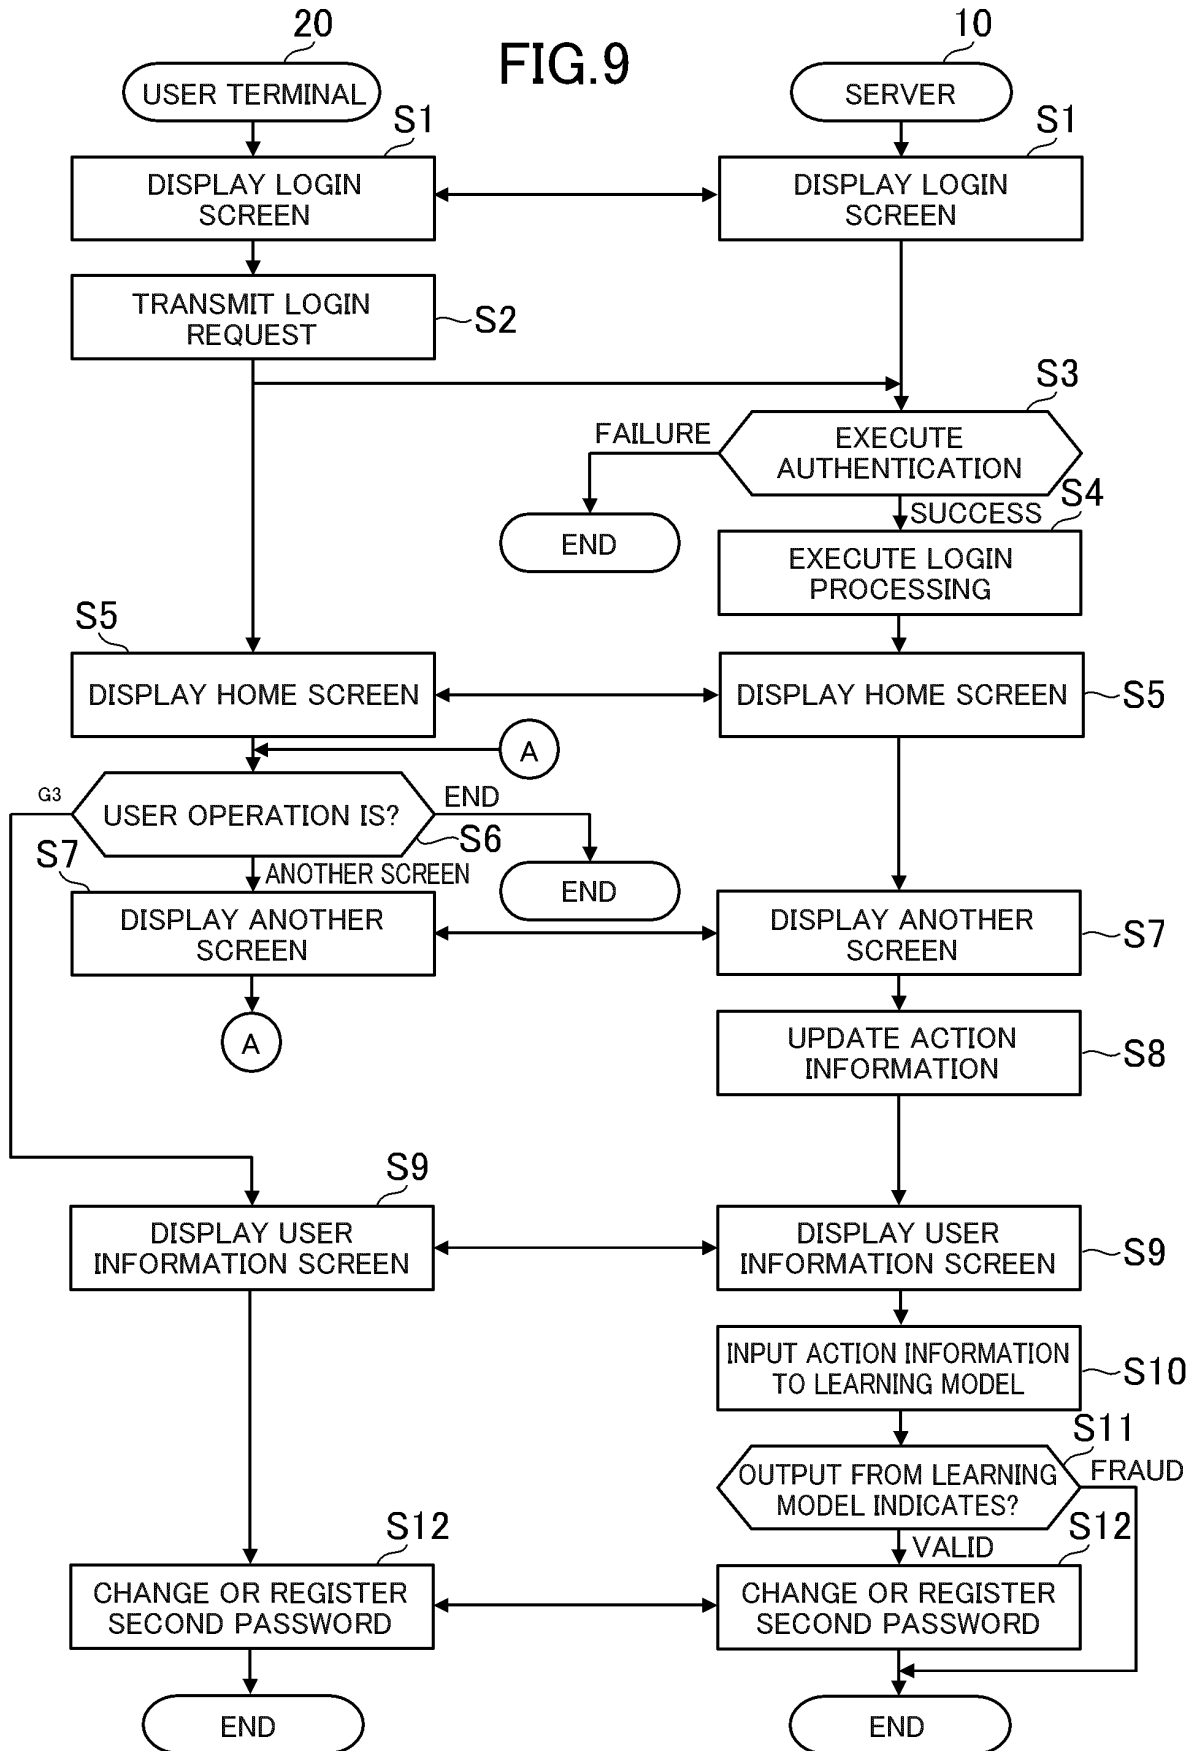 FIG.9
20
10
USER TERMINAL
SERVER
S1
S1
DISPLAY LOGIN
SCREEN
DISPLAY LOGIN
SCREEN
TRANSMIT LOGIN
REQUEST
S2
S3
FAILURE
EXECUTE
AUTHENTICATION
END
SUCCESS
S4
EXECUTE LOGIN
PROCESSING
S5
DISPLAY HOME SCREEN
DISPLAY HOME SCREEN
S5
A
G3
USER OPERATION IS?
END
S6
END
S7
ANOTHER SCREEN
DISPLAY ANOTHER
SCREEN
DISPLAY ANOTHER
SCREEN
S7
A
UPDATE ACTION
INFORMATION
S8
S9
DISPLAY USER
INFORMATION SCREEN
DISPLAY USER
INFORMATION SCREEN
S9
INPUT ACTION INFORMATION
TO LEARNING MODEL
S10
S11
OUTPUT FROM LEARNING
MODEL INDICATES?
FRAUD
VALID
S12
S12
CHANGE OR REGISTER
SECOND PASSWORD
CHANGE OR REGISTER
SECOND PASSWORD
END
END